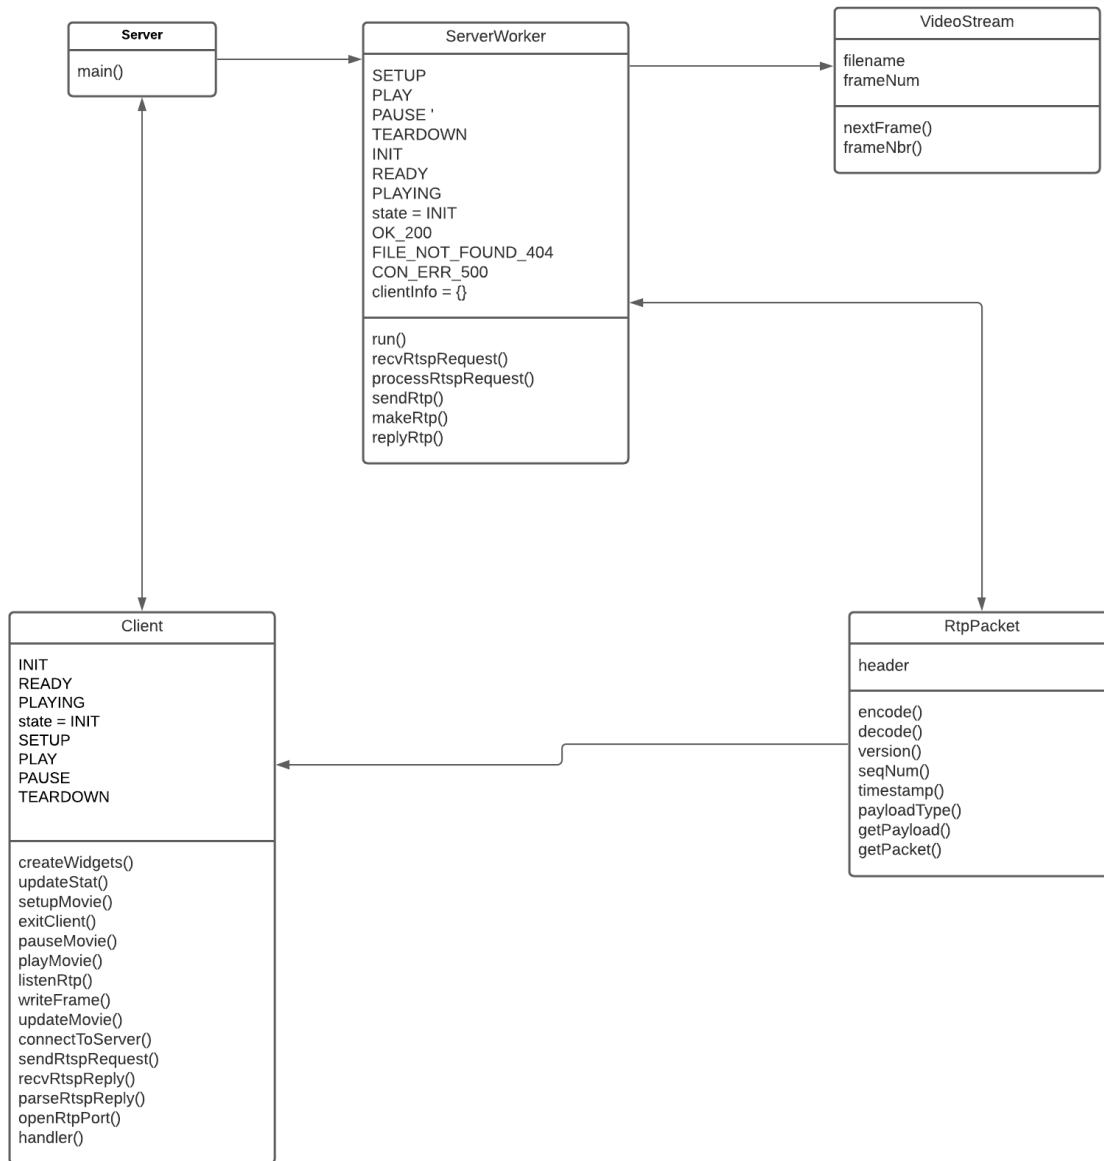 Server
main()
ServerWorker
SETUP
PLAY
PAUSE '
TEARDOWN
INIT
READY
PLAYING
state = INIT
OK_200
FILE_NOT_FOUND_404
CON_ERR_500
clientInfo = {}
run()
recvRtspRequest()
processRtspRequest()
sendRtp()
makeRtp()
replyRtp()
VideoStream
filename
frameNum
nextFrame()
frameNbr()
Client
INIT
READY
PLAYING
state = INIT
SETUP
PLAY
PAUSE
TEARDOWN
createWidgets()
updateStat()
setupMovie()
exitClient()
pauseMovie()
playMovie()
listenRtp()
writeFrame()
updateMovie()
connectToServer()
sendRtspRequest()
recvRtspReply()
parseRtspReply()
openRtpPort()
handler()
RtpPacket
header
encode()
decode()
version()
seqNum()
timestamp()
payloadType()
getPayload()
getPacket()